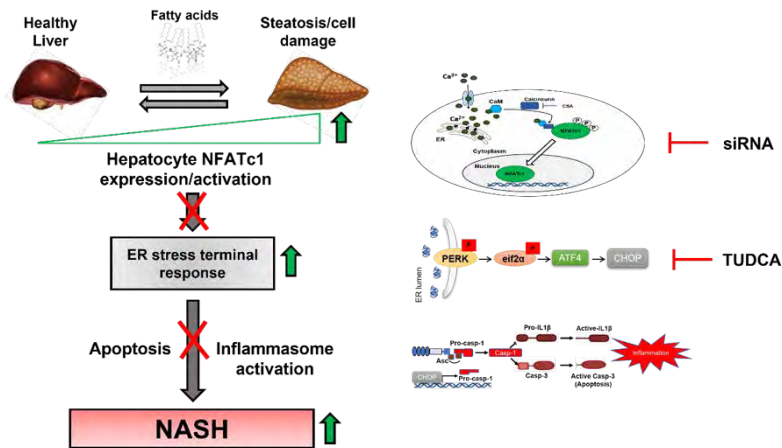 Healthy
Liver
Fatty acids
Steatosis/cell
damage
Hepatocyte NFATc1
expression/activation
ER stress terminal
response
Apoptosis
Inflammasome
activation
NASH
Ca²⁺
CaM
Calcineurin
CSA
Ca²⁺
ER
P
P
P
NFATc1
Cytoplasm
Nucleus
NFATc1
siRNA
ER lumen
P
PERK
P
eif2α
ATF4
CHOP
TUDCA
Pro-casp-1
Asc
Casp-1
Pro-IL1β
Active-IL1β
Inflammation
CHOP
Pro-casp-1
Casp-3
Active Casp-3
(Apoptosis)